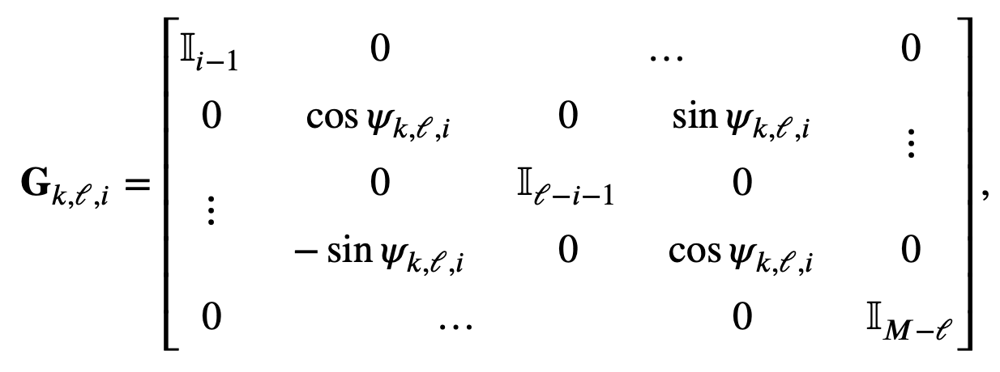 𝕀_{i−1} 0 … 0
0 cos ψ_{k,ℓ,i} 0 sin ψ_{k,ℓ,i} ⋮
G_{k,ℓ,i} = ⋮ 0 𝕀_{ℓ−i−1} 0 ,
− sin ψ_{k,ℓ,i} 0 cos ψ_{k,ℓ,i} 0
0 … 0 𝕀_{M−ℓ}